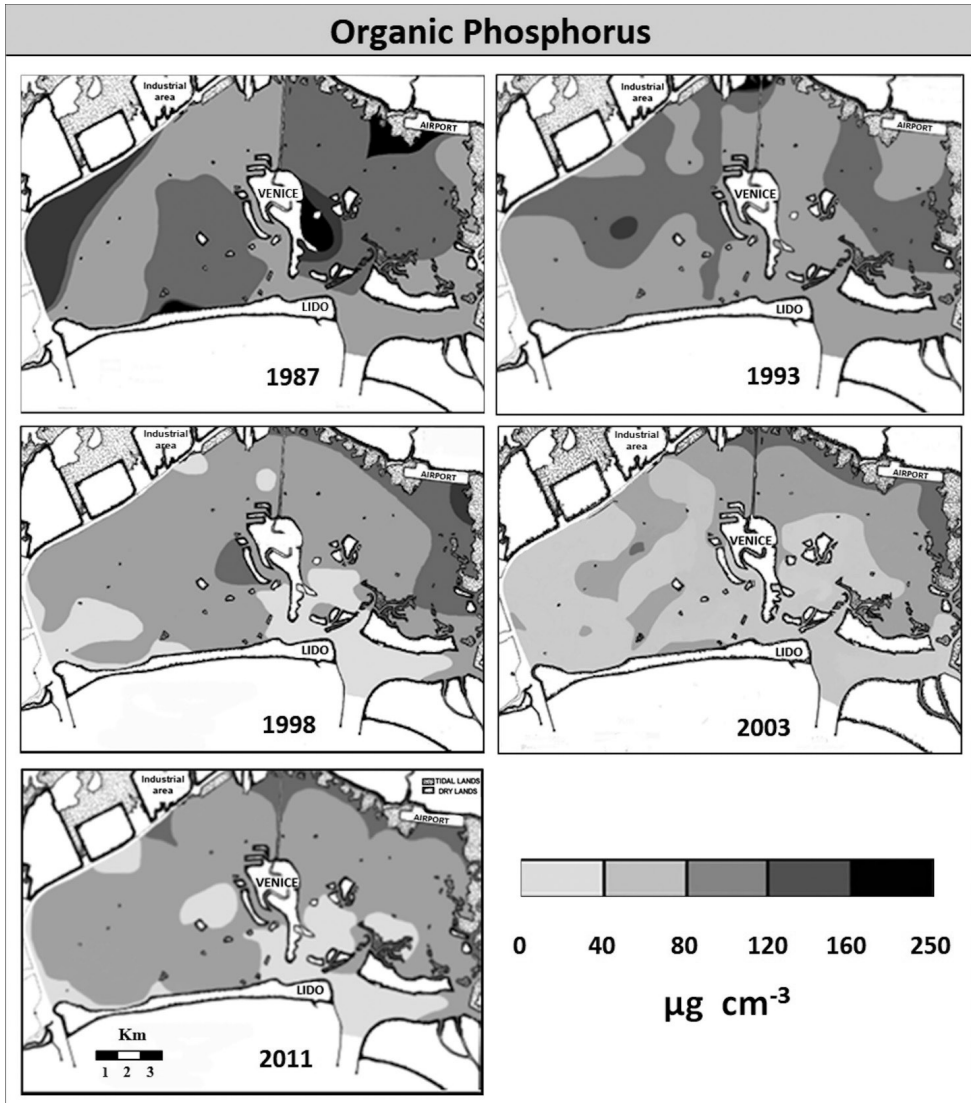 Organic Phosphorus
Industrial
area
AIRPORT
VENICE
LIDO
1987
Industrial
area
AIRPORT
VENICE
LIDO
1993
Industrial
area
AIRPORT
LIDO
1998
Industrial
area
AIRPORT
VENICE
LIDO
2003
TIDAL LANDS
DRY LANDS
Industrial
area
AIRPORT
VENICE
LIDO
Km
1 2 3
2011
0 40 80 120 160 250
µg cm-3